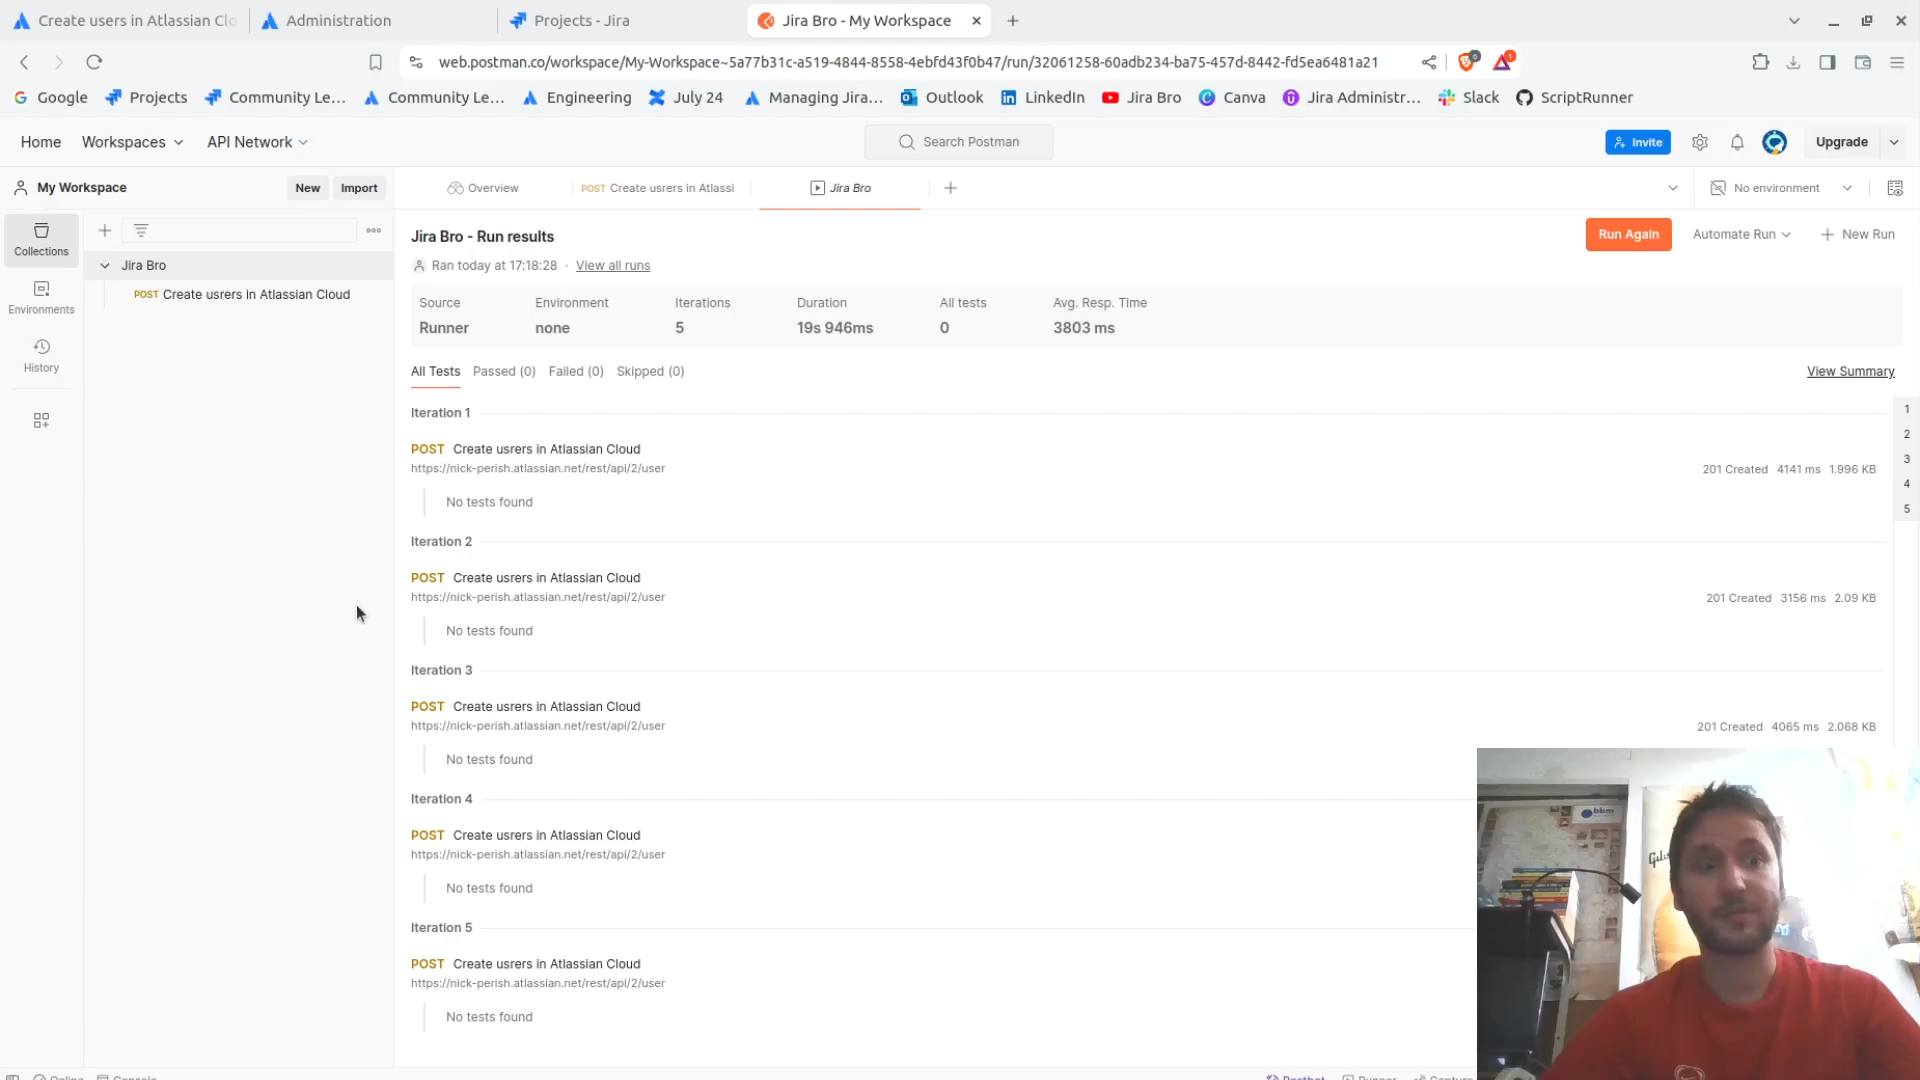 Create users in Atlassian Clo
Administration
Projects - Jira
Jira Bro - My Workspace
web.postman.co/workspace/My-Workspace~5a77b31c-a519-4844-8558-4ebfd43f0b47/run/32061258-60adb234-ba75-457d-8442-fd5ea6481a21
Google
Projects
Community Le...
Community Le...
Engineering
July 24
Managing Jira...
Outlook
LinkedIn
Jira Bro
Canva
Jira Administr...
Slack
ScriptRunner
Home
Workspaces
API Network
Search Postman
Invite
Upgrade
My Workspace
New
Import
Overview
POST Create users in Atlassi
Jira Bro
No environment
Collections
Environments
History
Jira Bro
POST Create usrers in Atlassian Cloud
Jira Bro - Run results
Run Again
Automate Run
New Run
Ran today at 17:18:28 · View all runs
Source
Environment
Iterations
Duration
All tests
Avg. Resp. Time
Runner
none
5
19s 946ms
0
3803 ms
All Tests
Passed (0)
Failed (0)
Skipped (0)
View Summary
1
2
3
4
5
Iteration 1
POST Create usrers in Atlassian Cloud
https://nick-perish.atlassian.net/rest/api/2/user
201 Created 4141 ms 1.996 KB
No tests found
Iteration 2
POST Create usrers in Atlassian Cloud
https://nick-perish.atlassian.net/rest/api/2/user
201 Created 3156 ms 2.09 KB
No tests found
Iteration 3
POST Create usrers in Atlassian Cloud
https://nick-perish.atlassian.net/rest/api/2/user
201 Created 4065 ms 2.068 KB
No tests found
Iteration 4
POST Create usrers in Atlassian Cloud
https://nick-perish.atlassian.net/rest/api/2/user
No tests found
Iteration 5
POST Create usrers in Atlassian Cloud
https://nick-perish.atlassian.net/rest/api/2/user
No tests found
bbm
Online
Console
Postbot
Runner
Capture